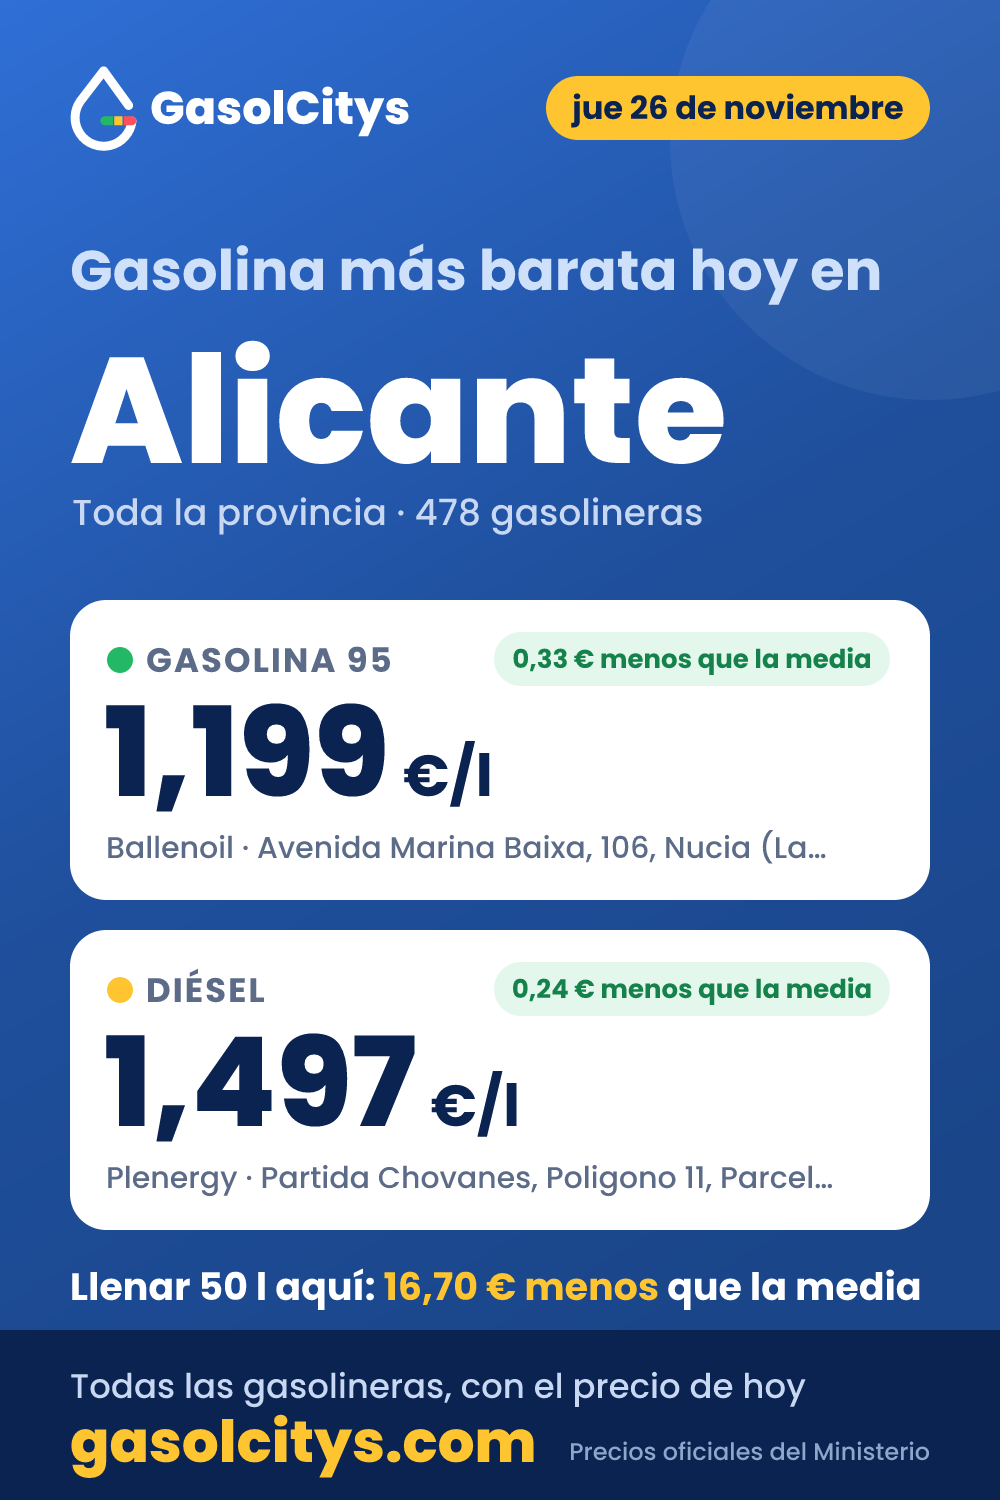 GasolCitys
jue 26 de noviembre
Gasolina más barata hoy en
Alicante
Toda la provincia · 478 gasolineras
GASOLINA 95
0,33 € menos que la media
1,199 €/l
Ballenoil · Avenida Marina Baixa, 106, Nucia (La...
DIÉSEL
0,24 € menos que la media
1,497 €/l
Plenergy · Partida Chovanes, Poligono 11, Parcel...
Llenar 50 l aquí: 16,70 € menos que la media
Todas las gasolineras, con el precio de hoy
gasolcitys.com
Precios oficiales del Ministerio